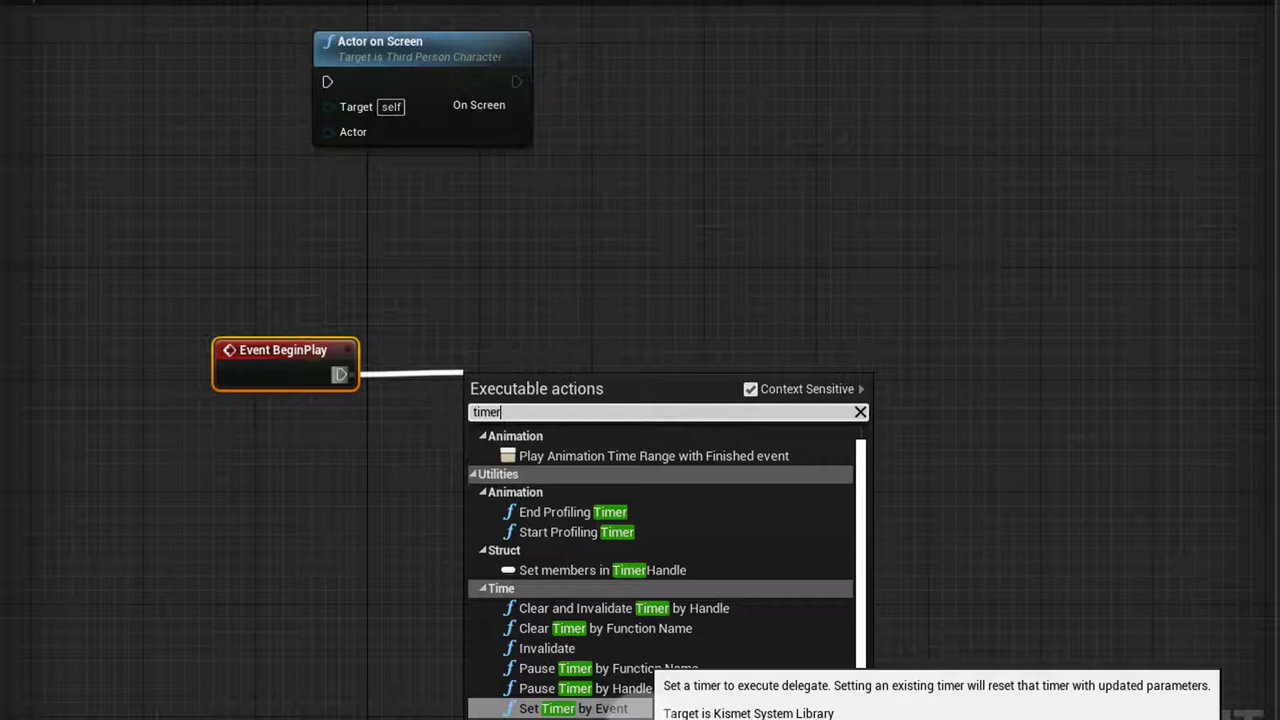 Actor on Screen
Target is Third Person Character
Target self
On Screen
Actor
Event BeginPlay
Executable actions
Context Sensitive
timer
Animation
Play Animation Time Range with Finished event
Utilities
Animation
End Profiling Timer
Start Profiling Timer
Struct
Set members in TimerHandle
Time
Clear and Invalidate Timer by Handle
Clear Timer by Function Name
Invalidate
Pause Timer by Function Name
Pause Timer by Handle
Set Timer by Event
Set a timer to execute delegate. Setting an existing timer will reset that timer with updated parameters.
Target is Kismet System Library